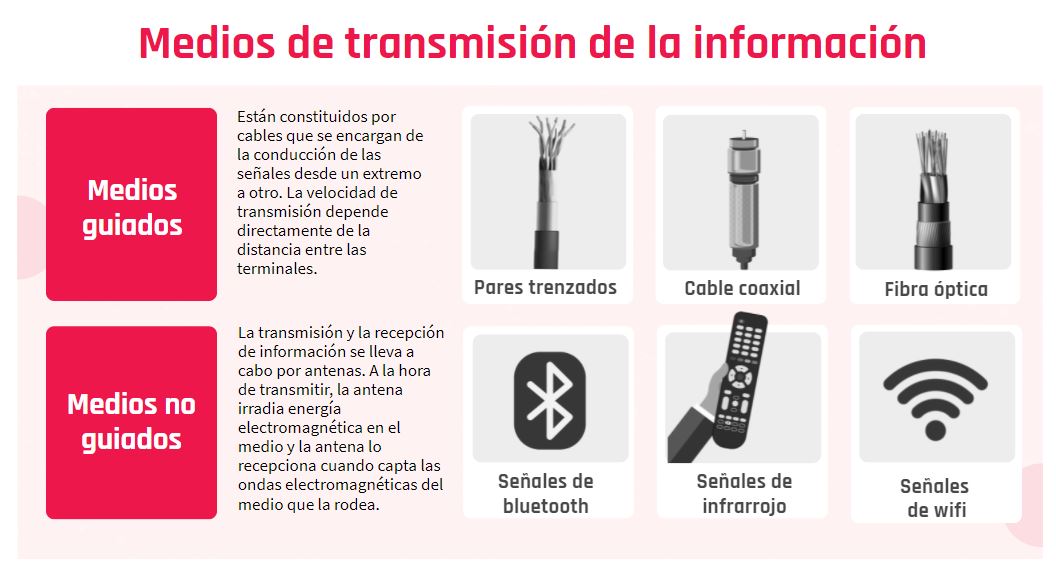 Medios de transmisión de la información
Medios
guiados
Están constituidos por
cables que se encargan de
la conducción de las
señales desde un extremo
a otro. La velocidad de
transmisión depende
directamente de la
distancia entre las
terminales.
Pares trenzados
Cable coaxial
Fibra óptica
Medios no
guiados
La transmisión y la recepción
de información se lleva a
cabo por antenas. A la hora
de transmitir, la antena
irradia energía
electromagnética en el
medio y la antena lo
recepciona cuando capta las
ondas electromagnéticas del
medio que la rodea.
Señales de
bluetooth
Señales de
infrarrojo
Señales
de wifi